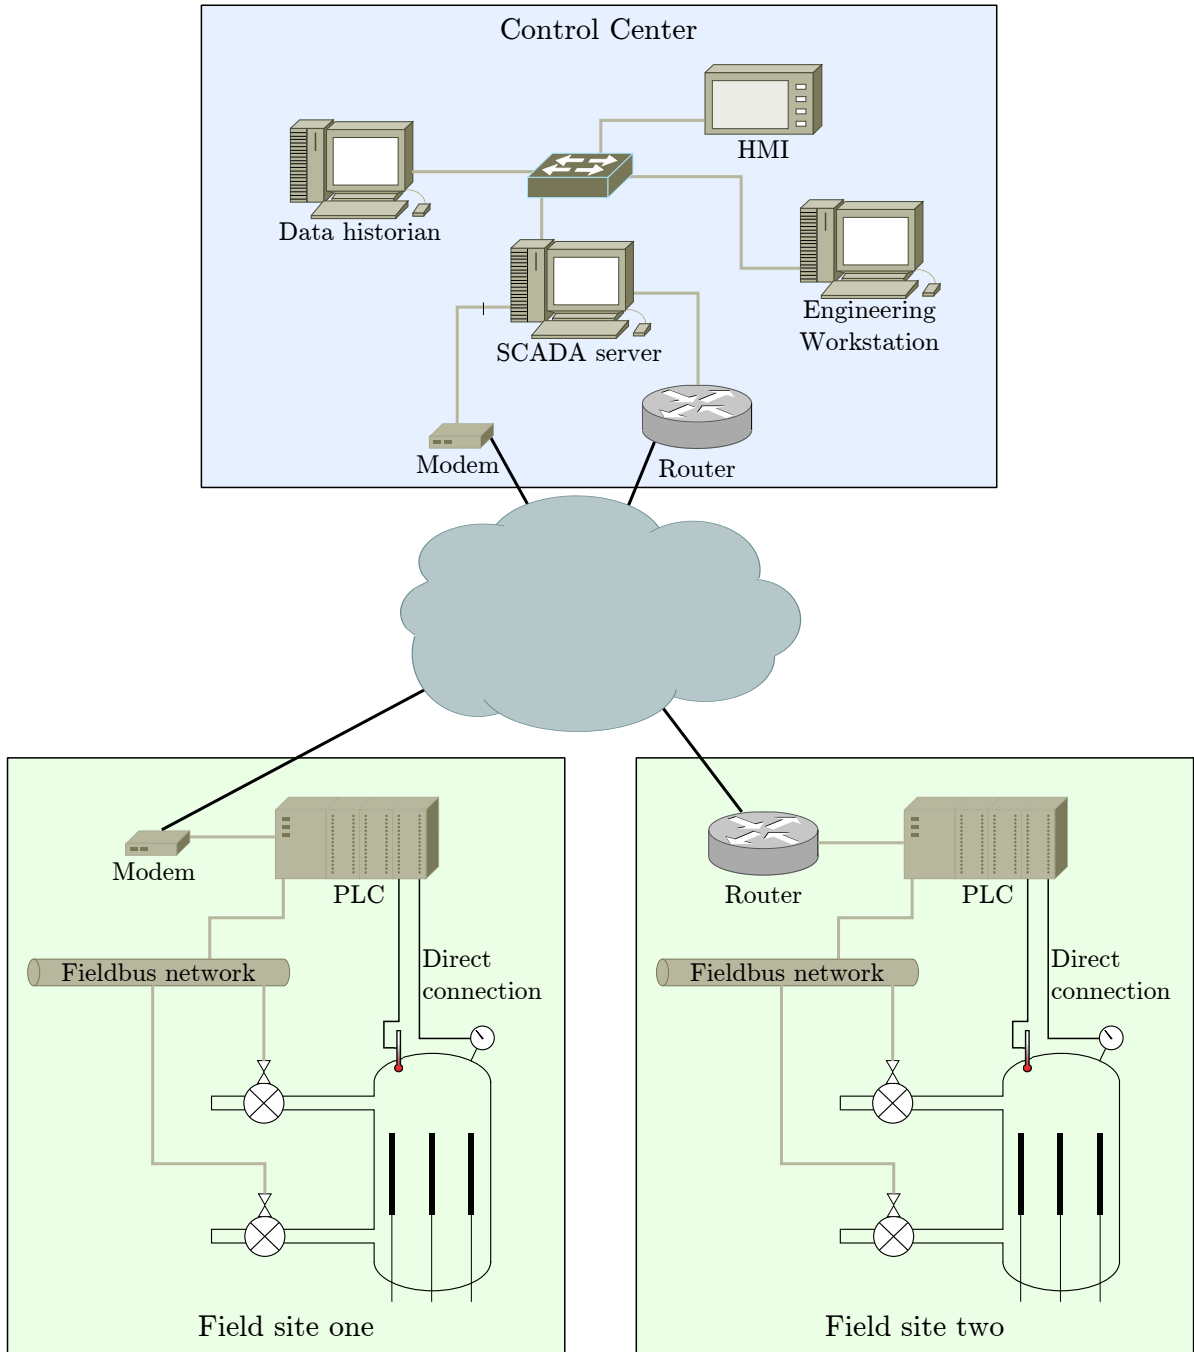 Control Center
HMI
Data historian
Engineering
Workstation
SCADA server
Modem
Router
Modem
PLC
Fieldbus network
Direct
connection
Field site one
Router
PLC
Fieldbus network
Direct
connection
Field site two